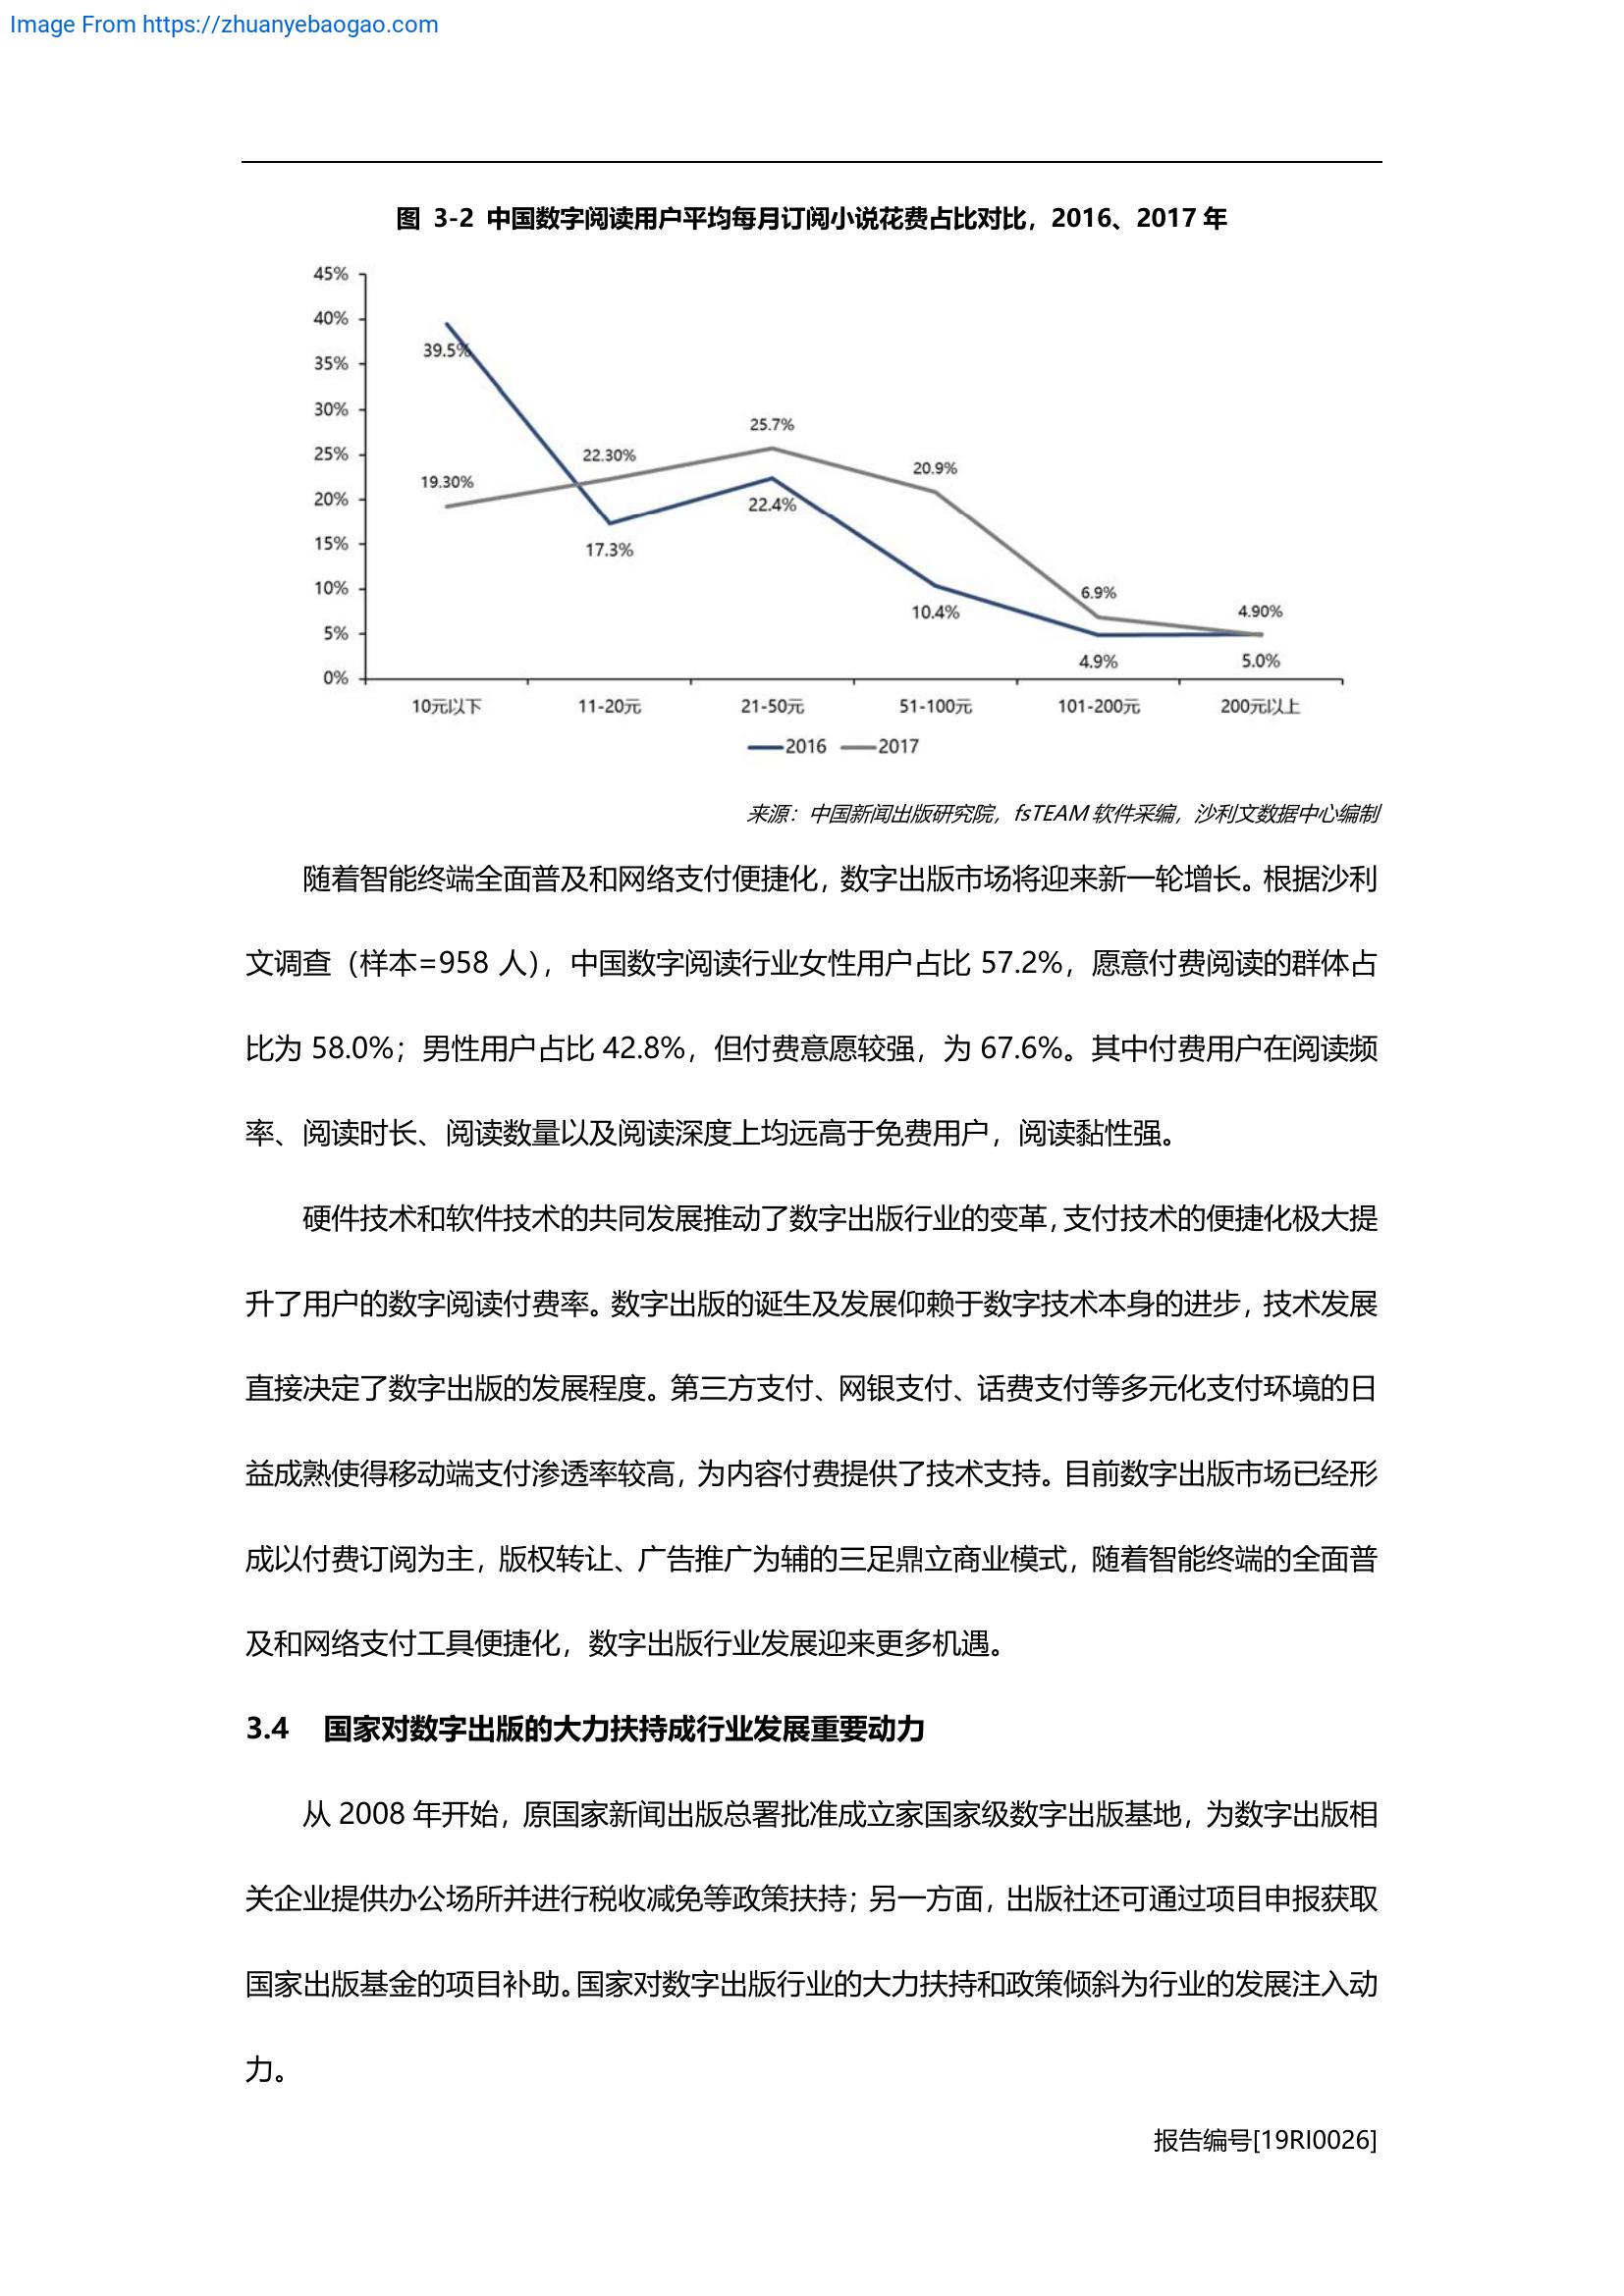 Image From https://zhuanyebaogao.com
图 3-2 中国数字阅读用户平均每月订阅小说花费占比对比，2016、2017 年
45%
40%
35%
30%
25%
20%
15%
10%
5%
0%
39.5%
17.3%
22.4%
10.4%
4.9%
5.0%
19.30%
22.30%
25.7%
20.9%
6.9%
4.90%
10元以下 11-20元 21-50元 51-100元 101-200元 200元以上
2016 2017
来源：中国新闻出版研究院，fsTEAM 软件采编，沙利文数据中心编制
随着智能终端全面普及和网络支付便捷化，数字出版市场将迎来新一轮增长。根据沙利
文调查（样本=958 人），中国数字阅读行业女性用户占比 57.2%，愿意付费阅读的群体占
比为 58.0%；男性用户占比 42.8%，但付费意愿较强，为 67.6%。其中付费用户在阅读频
率、阅读时长、阅读数量以及阅读深度上均远高于免费用户，阅读黏性强。
硬件技术和软件技术的共同发展推动了数字出版行业的变革，支付技术的便捷化极大提
升了用户的数字阅读付费率。数字出版的诞生及发展仰赖于数字技术本身的进步，技术发展
直接决定了数字出版的发展程度。第三方支付、网银支付、话费支付等多元化支付环境的日
益成熟使得移动端支付渗透率较高，为内容付费提供了技术支持。目前数字出版市场已经形
成以付费订阅为主，版权转让、广告推广为辅的三足鼎立商业模式，随着智能终端的全面普
及和网络支付工具便捷化，数字出版行业发展迎来更多机遇。
3.4 国家对数字出版的大力扶持成行业发展重要动力
从 2008 年开始，原国家新闻出版总署批准成立家国家级数字出版基地，为数字出版相
关企业提供办公场所并进行税收减免等政策扶持；另一方面，出版社还可通过项目申报获取
国家出版基金的项目补助。国家对数字出版行业的大力扶持和政策倾斜为行业的发展注入动
力。
报告编号[19RI0026]